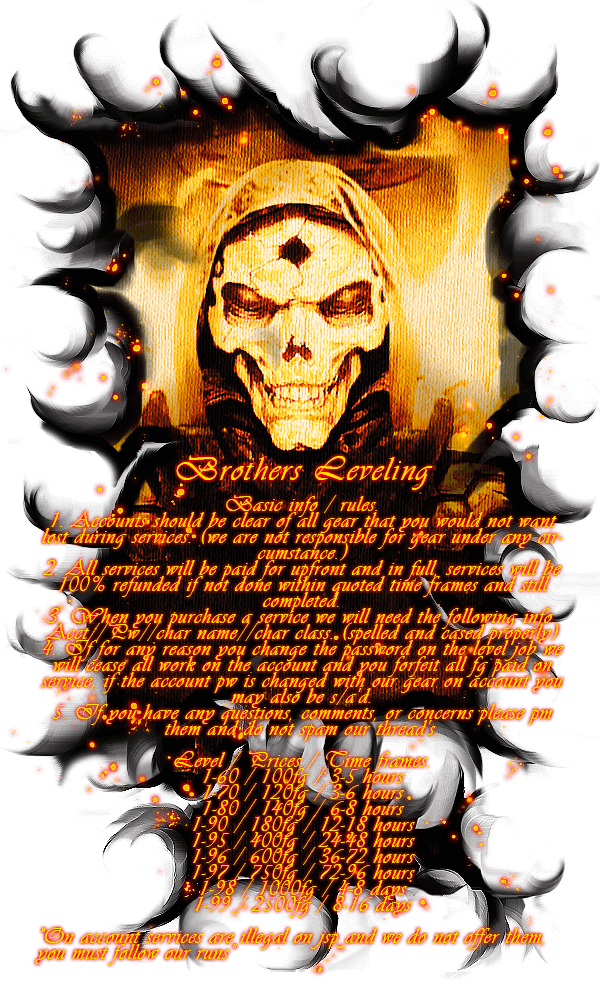 Brothers Leveling
Basic info / rules
1. Accounts should be clear of all gear that you would not want
lost during services. (we are not responsible for gear under any cir-
cumstance.)
2. All services will be paid for upfront and in full, services will be
100% refunded if not done within quoted time frames and still
completed.
3. When you purchase a service we will need the following info
Acct// Pw//char name//char class. (spelled and cased properly)
4. If for any reason you change the password on the level job we
will cease all work on the account and you forfeit all fg paid on
service, if the account pw is changed with our gear on account you
may also be s/a'd.
5. If you have any questions, comments, or concerns please pm
them and do not spam our threads
Level / Prices / Time frames
1-60 / 100fg / 3-5 hours
1-70 / 120fg / 3-6 hours
1-80 / 140fg / 6-8 hours
1-90 / 180fg / 12-18 hours
1-95 / 400fg / 24-48 hours
1-96 / 600fg / 36-72 hours
1-97 / 750fg / 72-96 hours
1-98 / 1000fg / 4-8 days
1-99 / 2500fg / 8-16 days
*On account services are illegal on jsp and we do not offer them,
you must follow our runs*